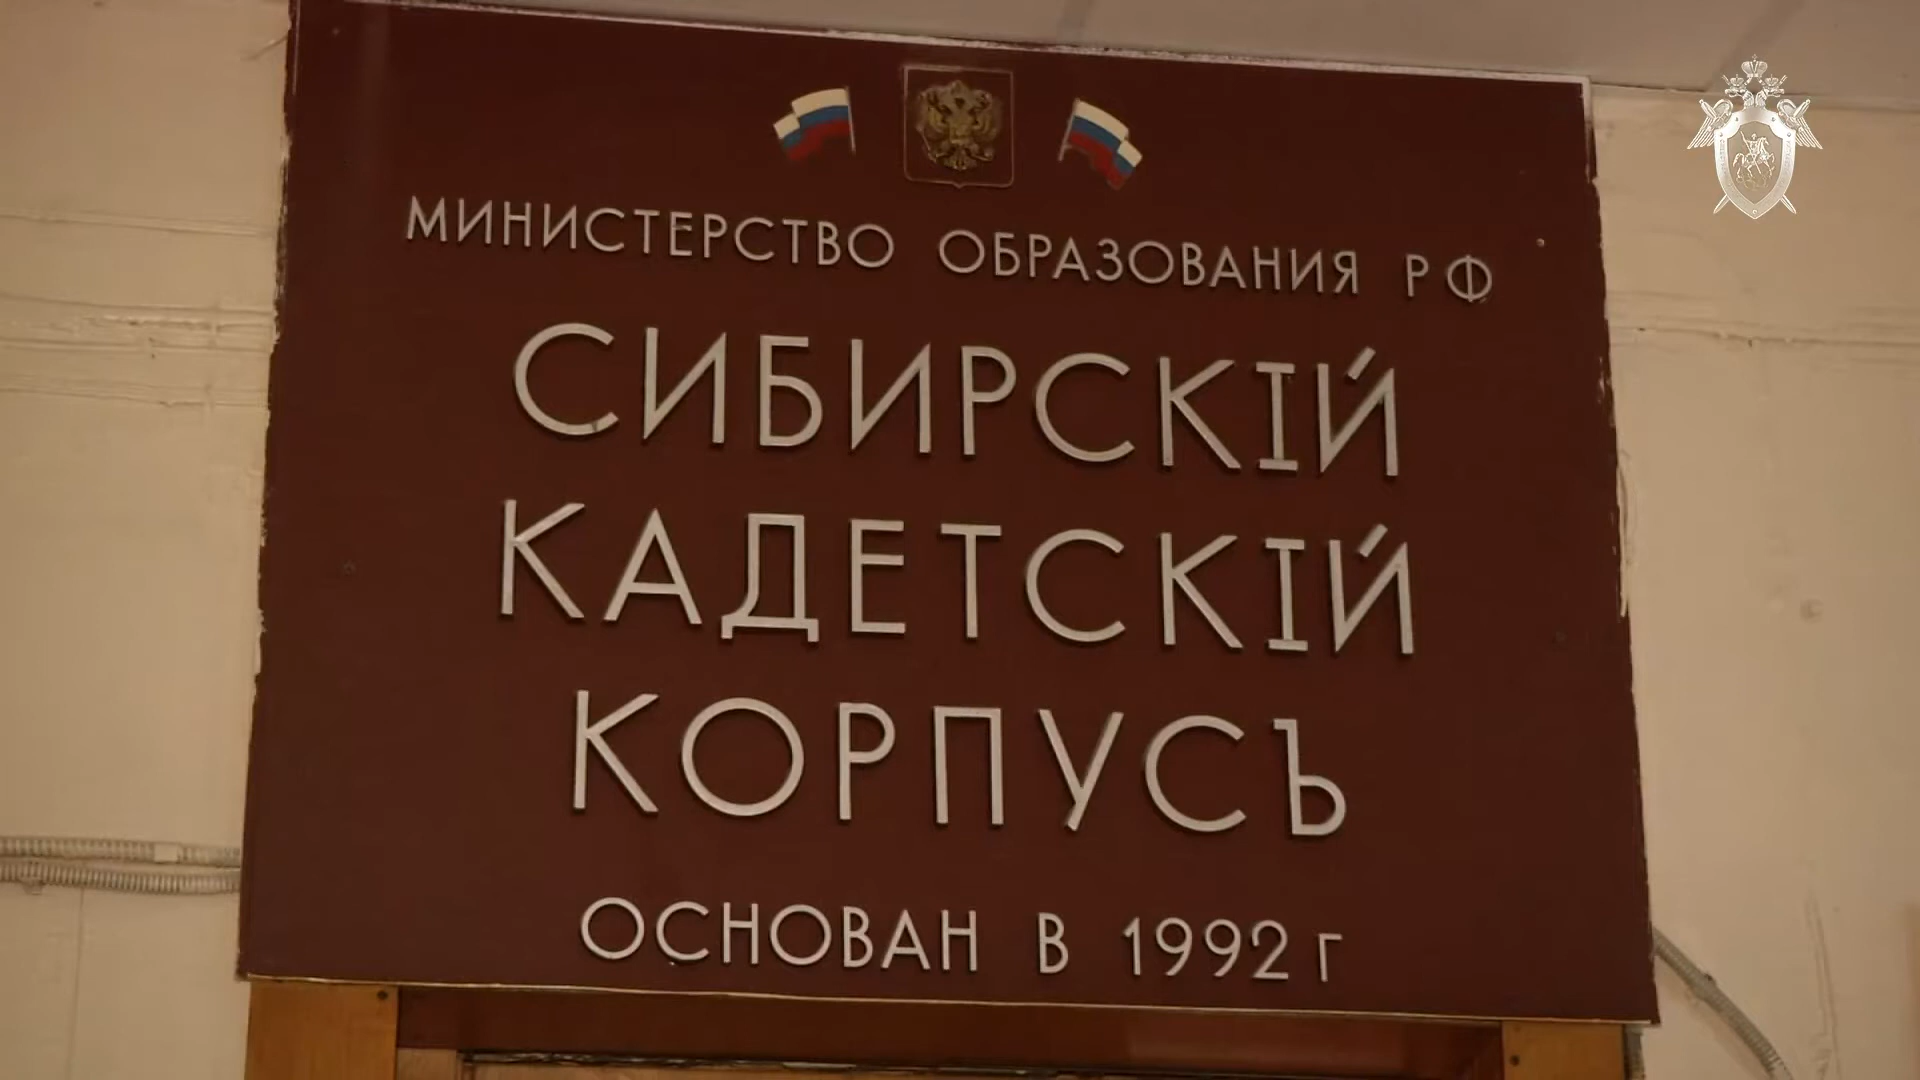 МИНИСТЕРСТВО ОБРАЗОВАНИЯ РФ
СИБИРСКІЙ
КАДЕТСКІЙ
КОРПУСЪ
ОСНОВАН В 1992 Г